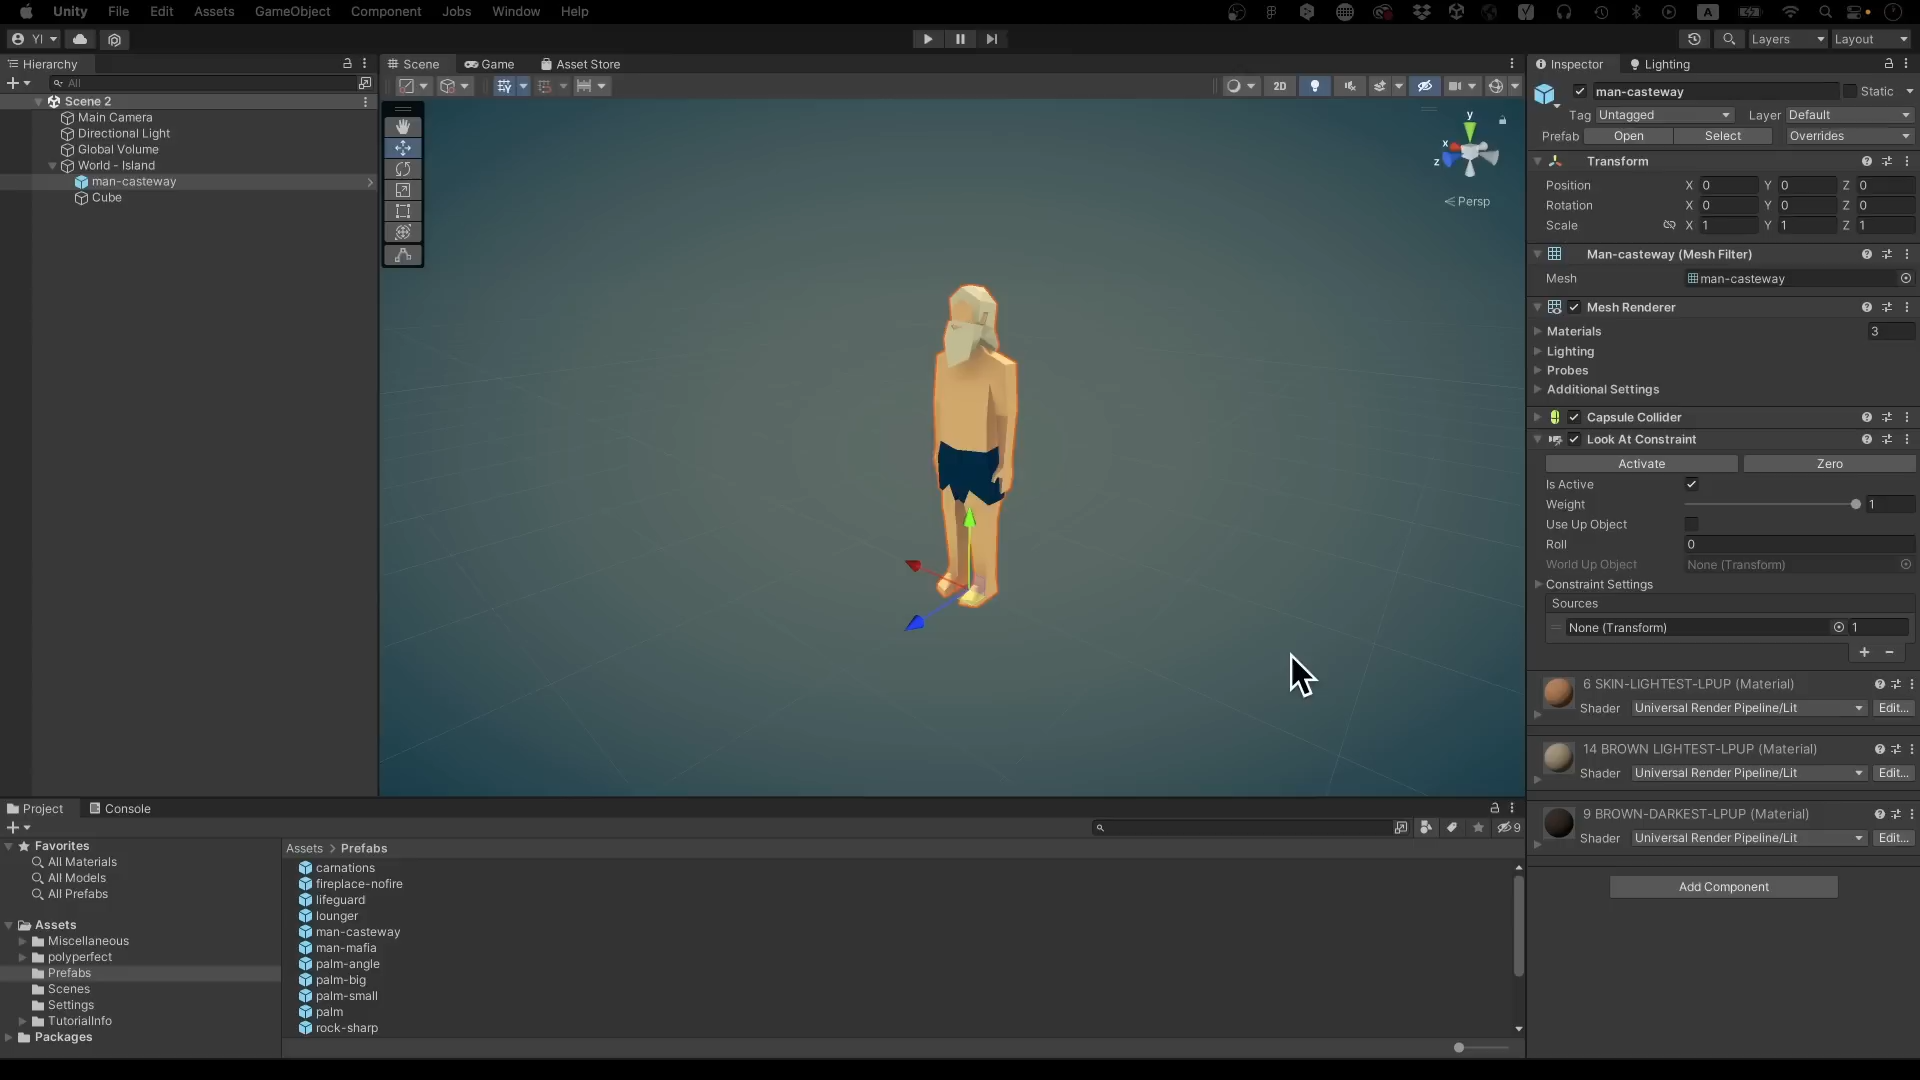 Unity File Edit Assets GameObject Component Jobs Window Help
YI
Layers Layout
Hierarchy
All
Scene 2
Main Camera
Directional Light
Global Volume
World - Island
man-casteway
Cube
Scene Game Asset Store
2D
y
x
z
Persp
Inspector Lighting
man-casteway Static
Tag Untagged Layer Default
Prefab Open Select Overrides
Transform
Position X 0 Y 0 Z 0
Rotation X 0 Y 0 Z 0
Scale X 1 Y 1 Z 1
Man-casteway (Mesh Filter)
Mesh man-casteway
Mesh Renderer
Materials 3
Lighting
Probes
Additional Settings
Capsule Collider
Look At Constraint
Activate Zero
Is Active
Weight 1
Use Up Object
Roll 0
World Up Object None (Transform)
Constraint Settings
Sources
None (Transform) 1
6 SKIN-LIGHTEST-LPUP (Material)
Shader Universal Render Pipeline/Lit Edit...
14 BROWN LIGHTEST-LPUP (Material)
Shader Universal Render Pipeline/Lit Edit...
9 BROWN-DARKEST-LPUP (Material)
Shader Universal Render Pipeline/Lit Edit...
Add Component
Project Console
9
Favorites
All Materials
All Models
All Prefabs
Assets
Miscellaneous
polyperfect
Prefabs
Scenes
Settings
TutorialInfo
Packages
Assets > Prefabs
carnations
fireplace-nofire
lifeguard
lounger
man-casteway
man-mafia
palm-angle
palm-big
palm-small
palm
rock-sharp